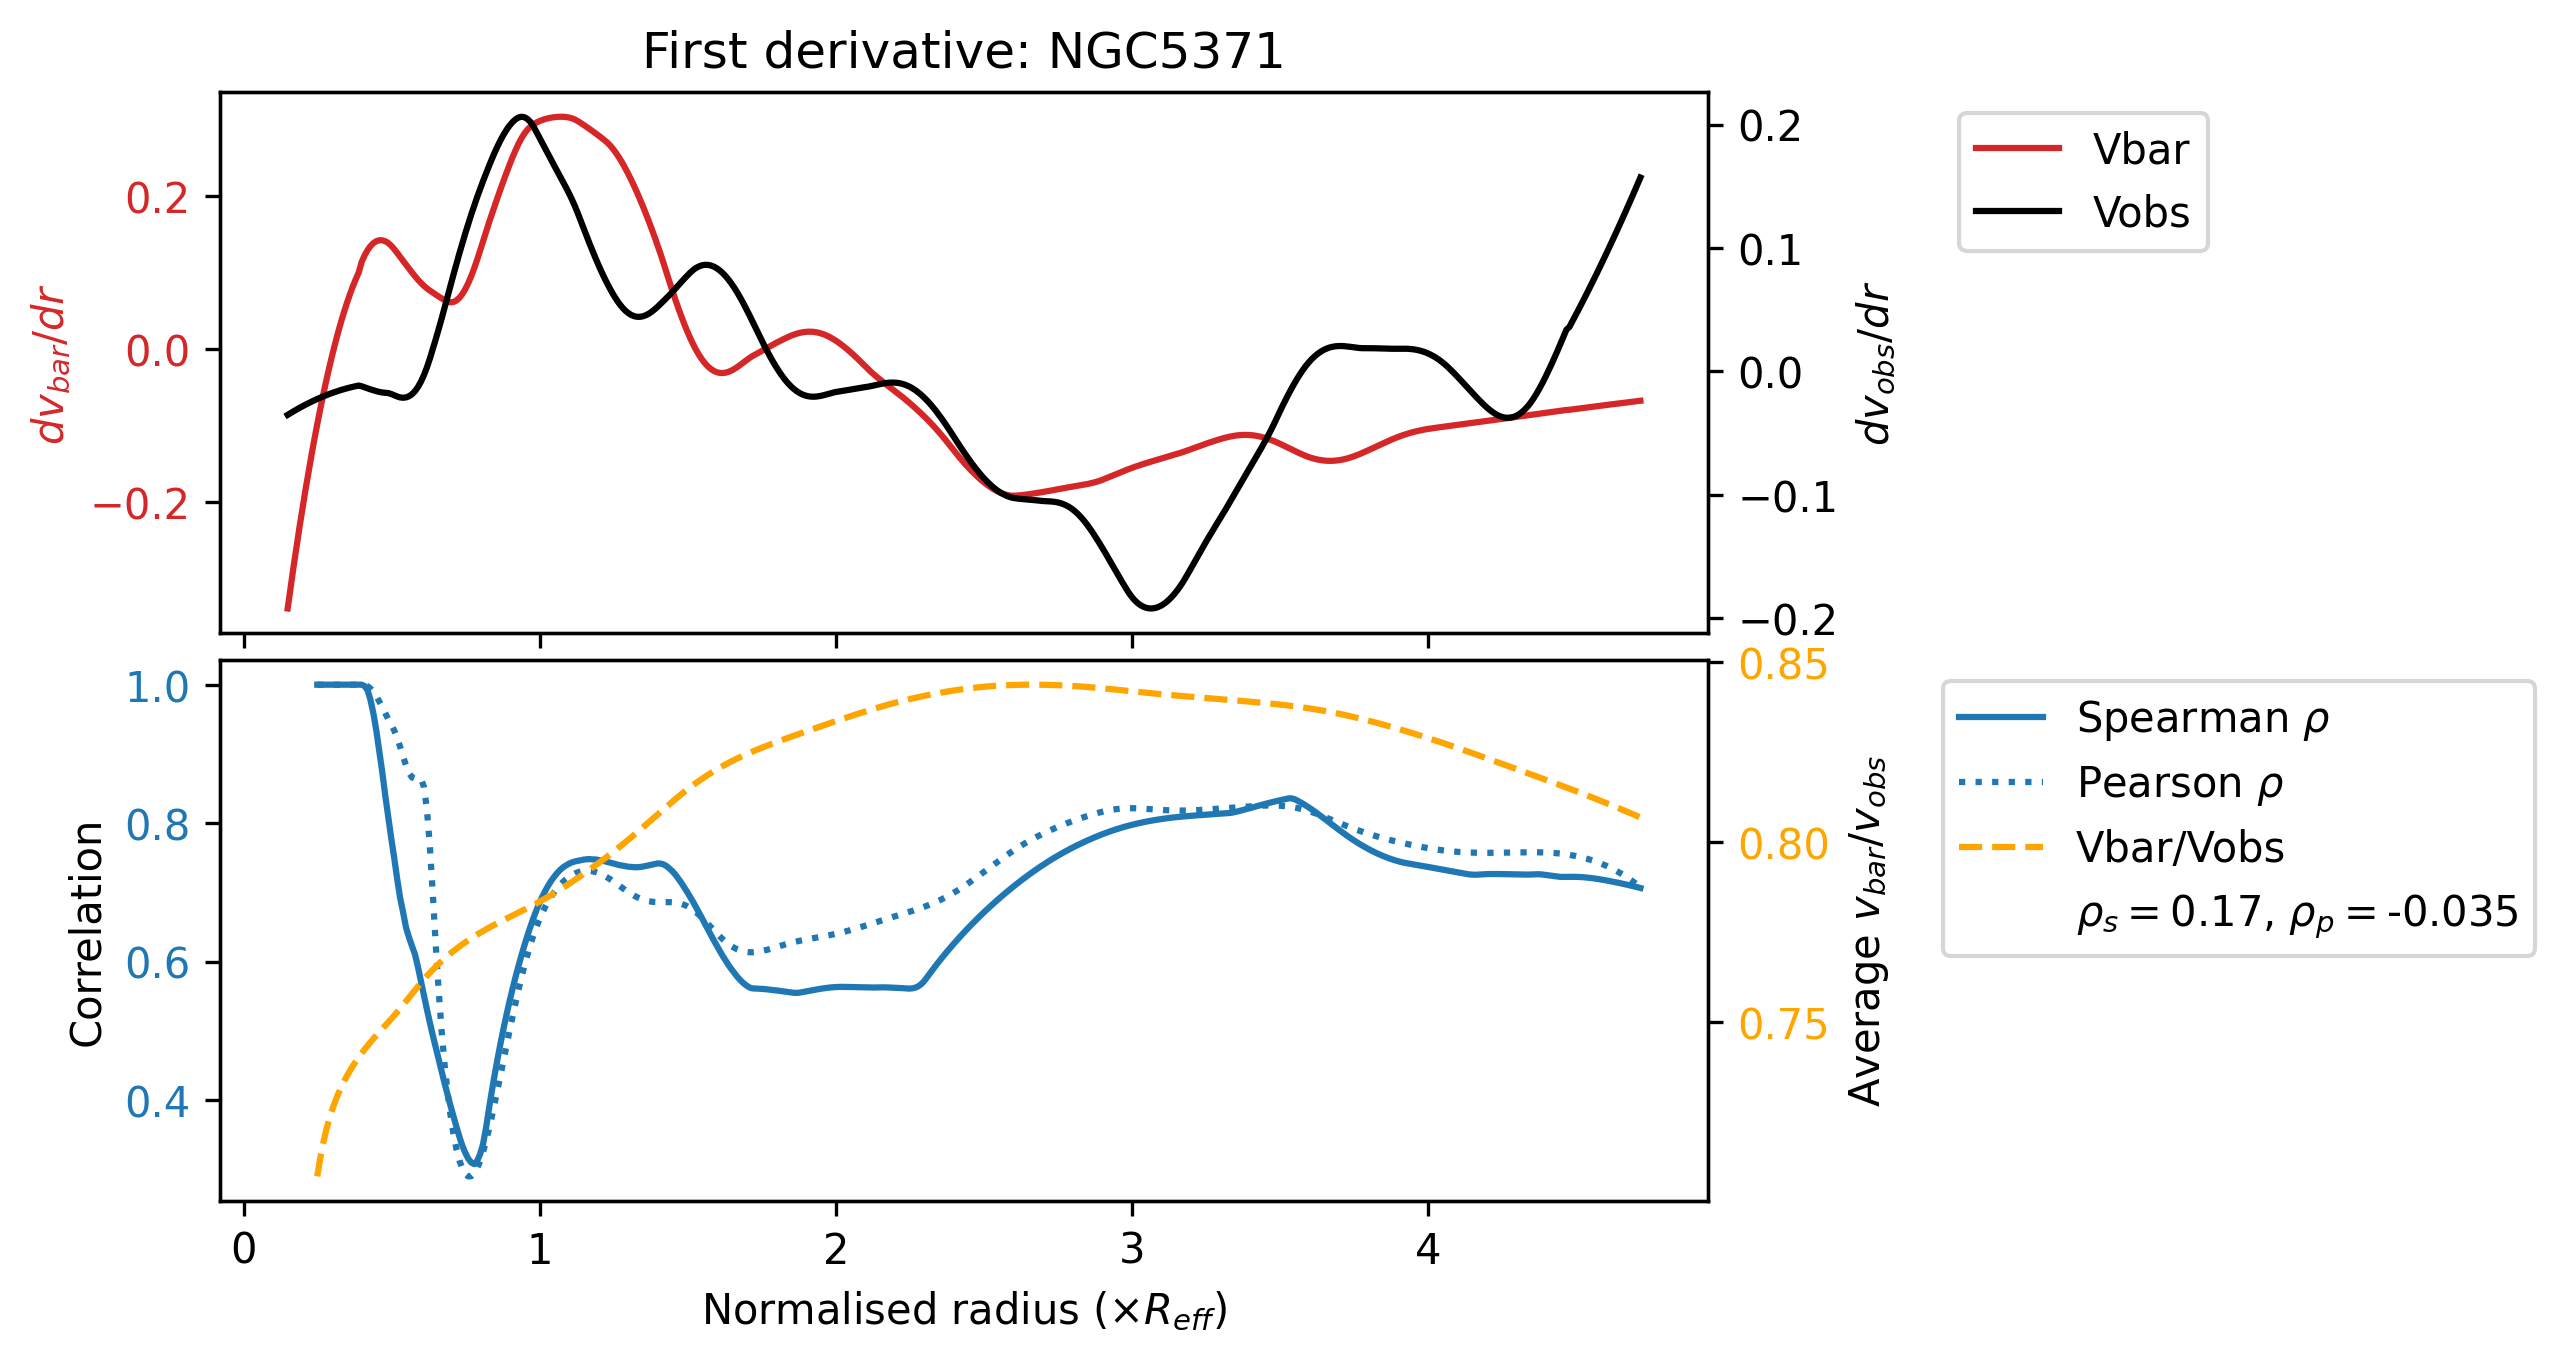 First derivative: NGC5371
dv_bar/dr
0.2
0.0
−0.2
0.2
0.1
0.0
−0.1
−0.2
dv_obs/dr
Vbar
Vobs
Correlation
1.0
0.8
0.6
0.4
0.85
0.80
0.75
Average v_bar/v_obs
Spearman ρ
Pearson ρ
Vbar/Vobs
ρ_s = 0.17, ρ_p = -0.035
0 1 2 3 4
Normalised radius (×R_eff)